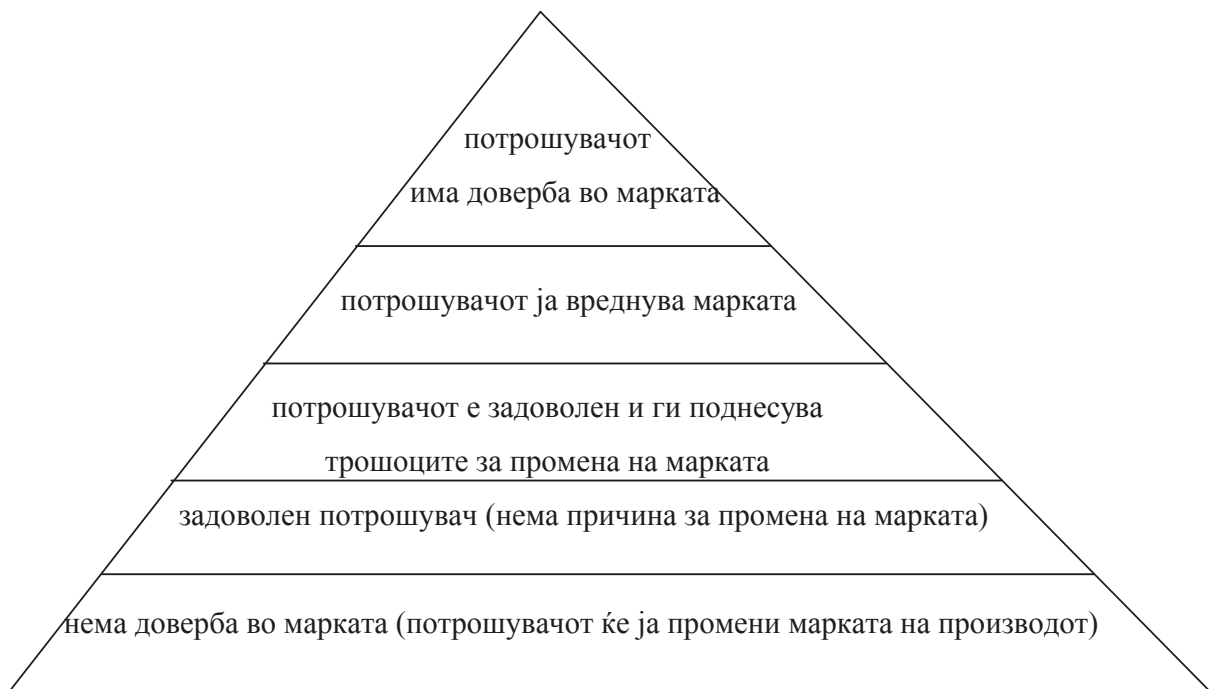 потрошувачот
има доверба во марката
потрошувачот ја вреднува марката
потрошувачот е задоволен и ги поднесува
трошоците за промена на марката
задоволен потрошувач (нема причина за промена на марката)
нема доверба во марката (потрошувачот ќе ја промени марката на производот)